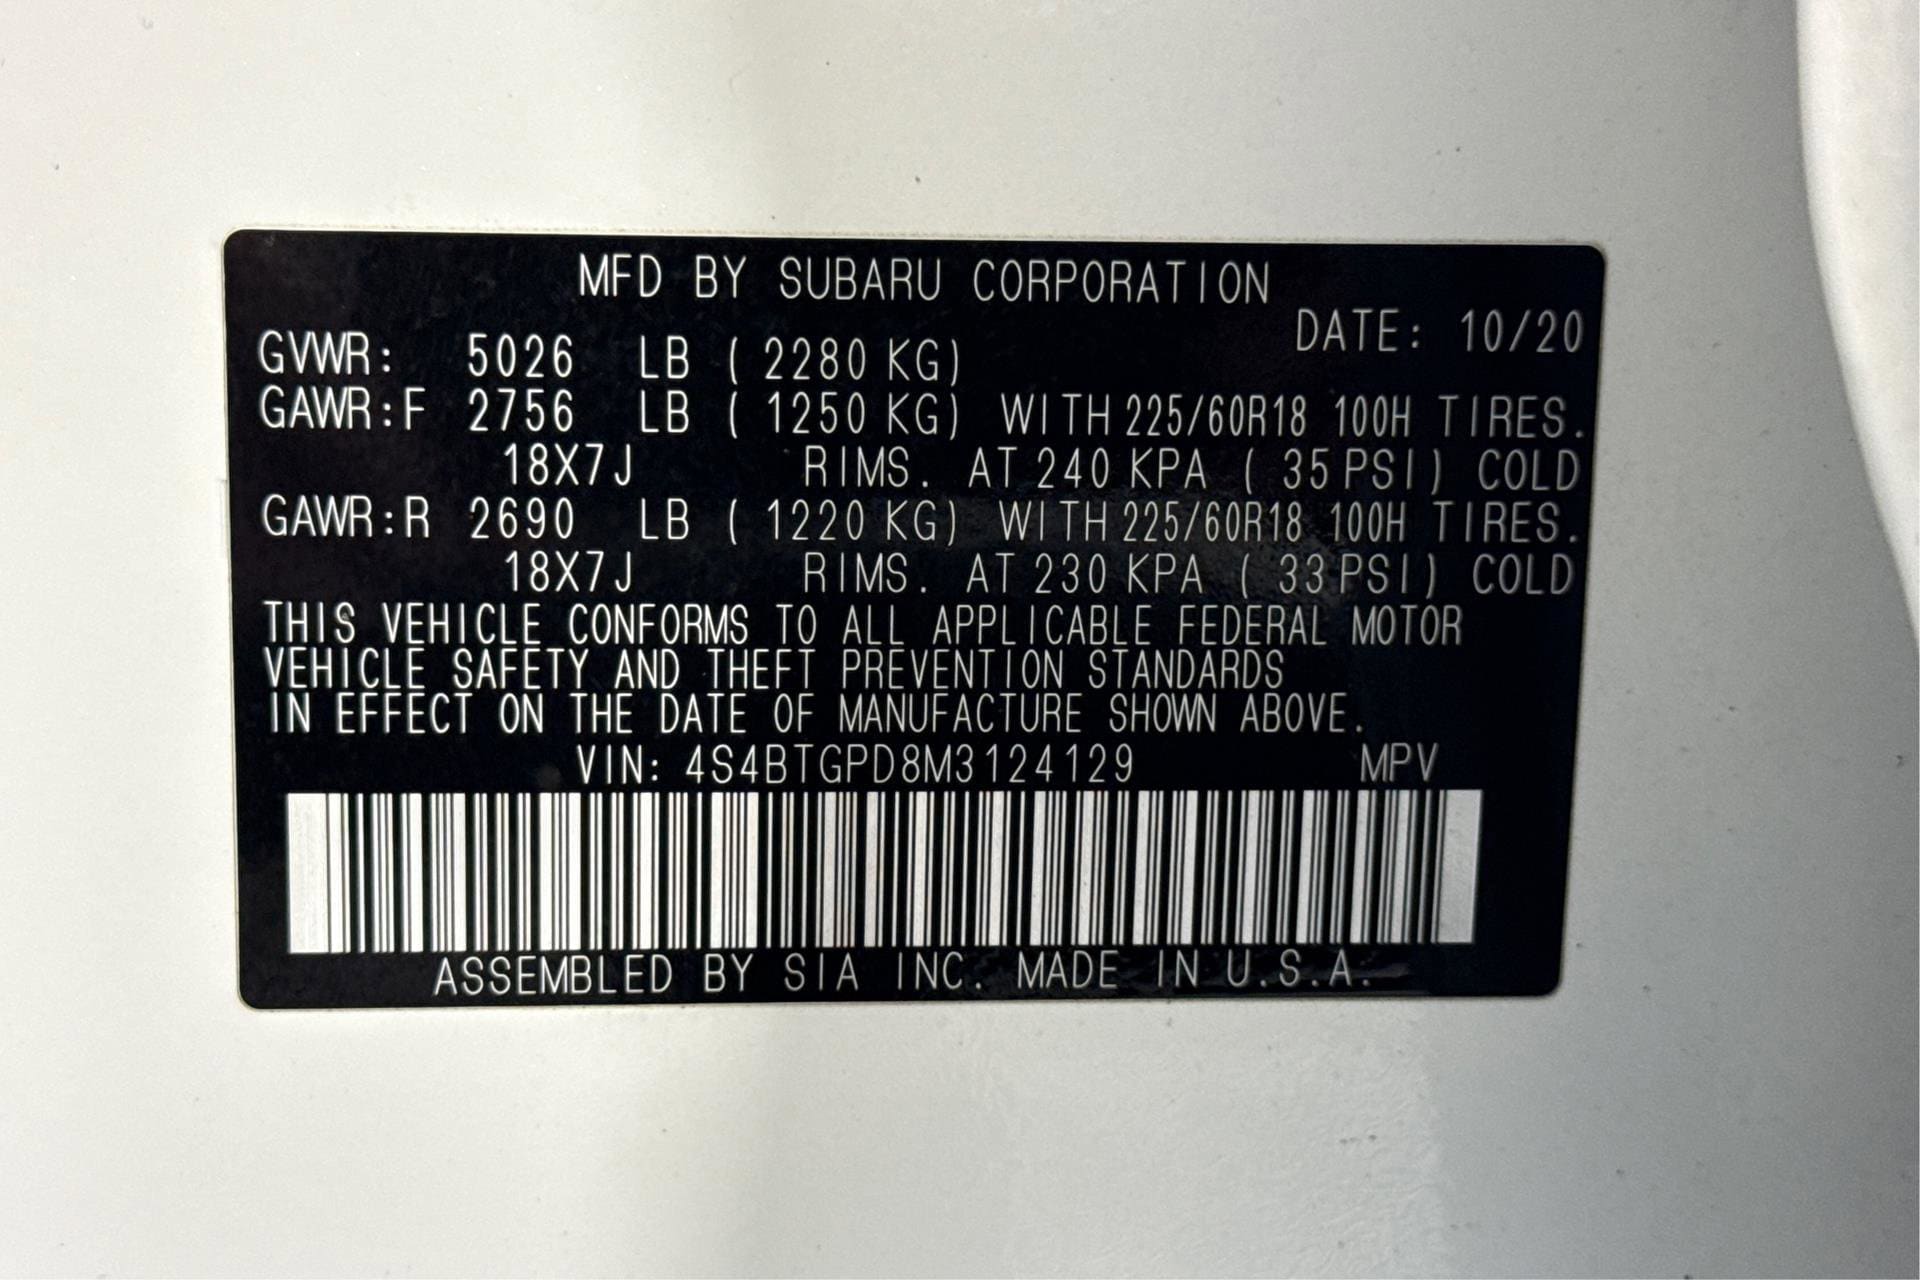 MFD BY SUBARU CORPORATION
DATE: 10/20
GVWR: 5026 LB ( 2280 KG)
GAWR:F 2756 LB ( 1250 KG) WITH 225/60R18 100H TIRES.
18X7J RIMS. AT 240 KPA ( 35 PSI) COLD
GAWR:R 2690 LB ( 1220 KG) WITH 225/60R18 100H TIRES.
18X7J RIMS. AT 230 KPA ( 33 PSI) COLD
THIS VEHICLE CONFORMS TO ALL APPLICABLE FEDERAL MOTOR
VEHICLE SAFETY AND THEFT PREVENTION STANDARDS
IN EFFECT ON THE DATE OF MANUFACTURE SHOWN ABOVE.
VIN: 4S4BTGPD8M3124129 MPV
ASSEMBLED BY SIA INC. MADE IN U.S.A.